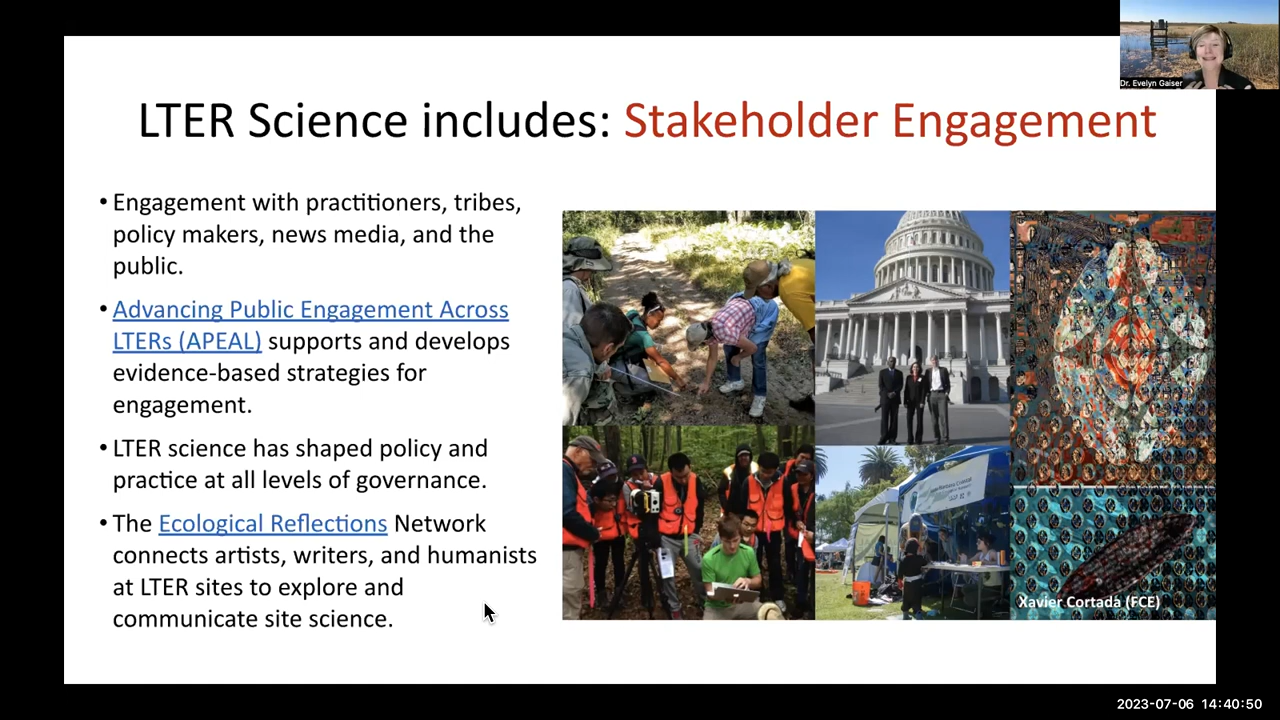 Dr. Evelyn Gaiser
LTER Science includes: Stakeholder Engagement
• Engagement with practitioners, tribes,
policy makers, news media, and the
public.
• Advancing Public Engagement Across
LTERs (APEAL) supports and develops
evidence-based strategies for
engagement.
• LTER science has shaped policy and
practice at all levels of governance.
• The Ecological Reflections Network
connects artists, writers, and humanists
at LTER sites to explore and
communicate site science.
Xavier Cortada (FCE)
2023-07-06 14:40:50